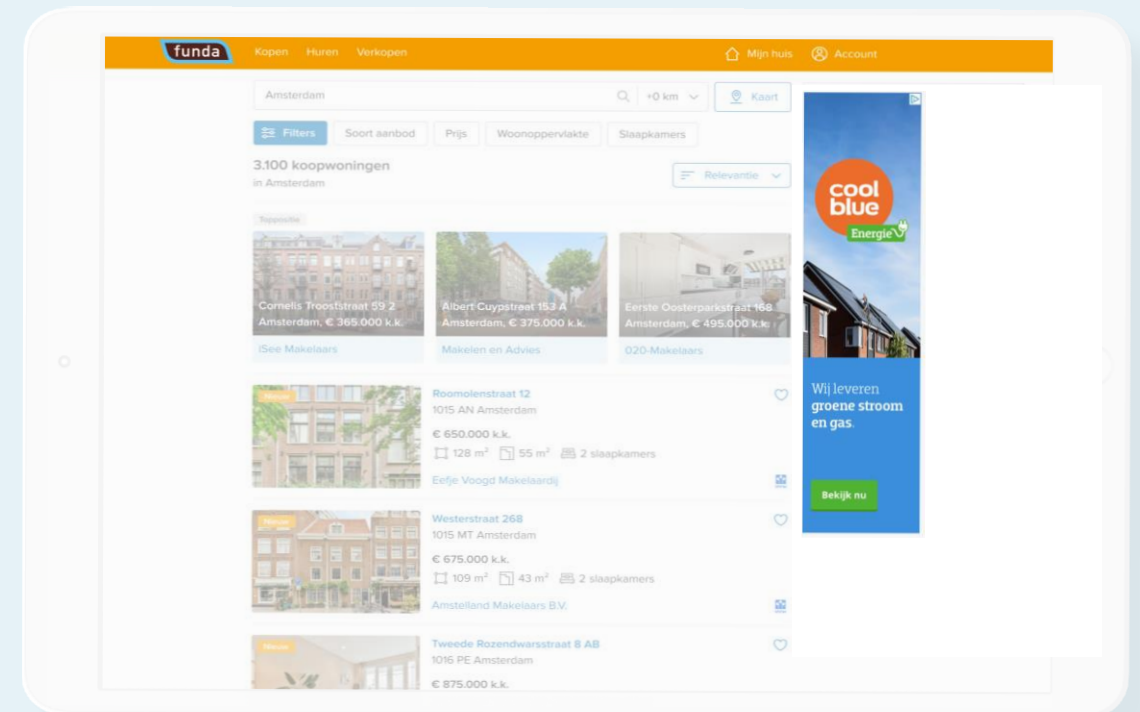 funda
Kopen Huren Verkopen
Mijn huis Account
Amsterdam
+0 km
Kaart
Filters
Soort aanbod
Prijs
Woonoppervlakte
Slaapkamers
3.100 koopwoningen
in Amsterdam
Relevantie
Toppositie
Cornelis Trooststraat 59 2
Amsterdam, € 365.000 k.k.
iSee Makelaars
Albert Cuypstraat 153 A
Amsterdam, € 375.000 k.k.
Makelen en Advies
Eerste Oosterparkstraat 168
Amsterdam, € 495.000 k.k.
020-Makelaars
Nieuw
Roomolenstraat 12
1015 AN Amsterdam
€ 650.000 k.k.
128 m² 55 m² 2 slaapkamers
Eefje Voogd Makelaardij
Nieuw
Westerstraat 268
1015 MT Amsterdam
€ 675.000 k.k.
109 m² 43 m² 2 slaapkamers
Amstelland Makelaars B.V.
Nieuw
Tweede Rozendwarsstraat 8 AB
1016 PE Amsterdam
€ 875.000 k.k.
cool
blue
Energie
Wij leveren
groene stroom
en gas.
Bekijk nu